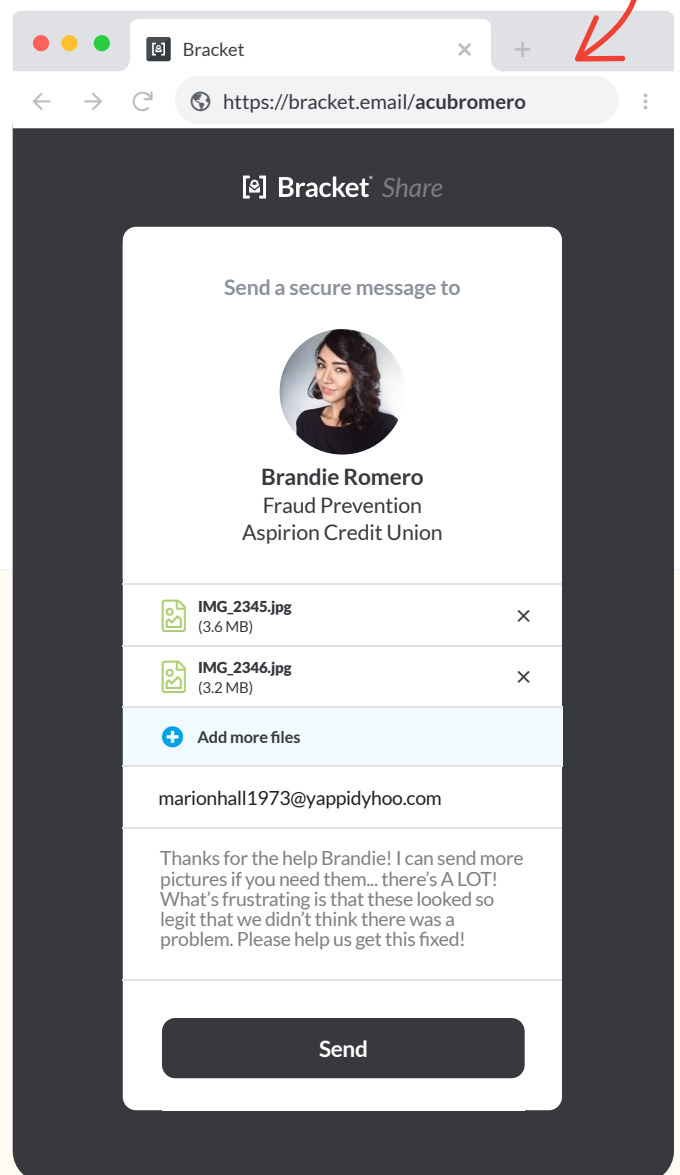 Bracket
https://bracket.email/acubromero
Bracket Share
Send a secure message to
Brandie Romero
Fraud Prevention
Aspirion Credit Union
IMG_2345.jpg
(3.6 MB)
IMG_2346.jpg
(3.2 MB)
Add more files
marionhall1973@yappidyhoo.com
Thanks for the help Brandie! I can send more
pictures if you need them... there’s A LOT!
What’s frustrating is that these looked so
legit that we didn’t think there was a
problem. Please help us get this fixed!
Send